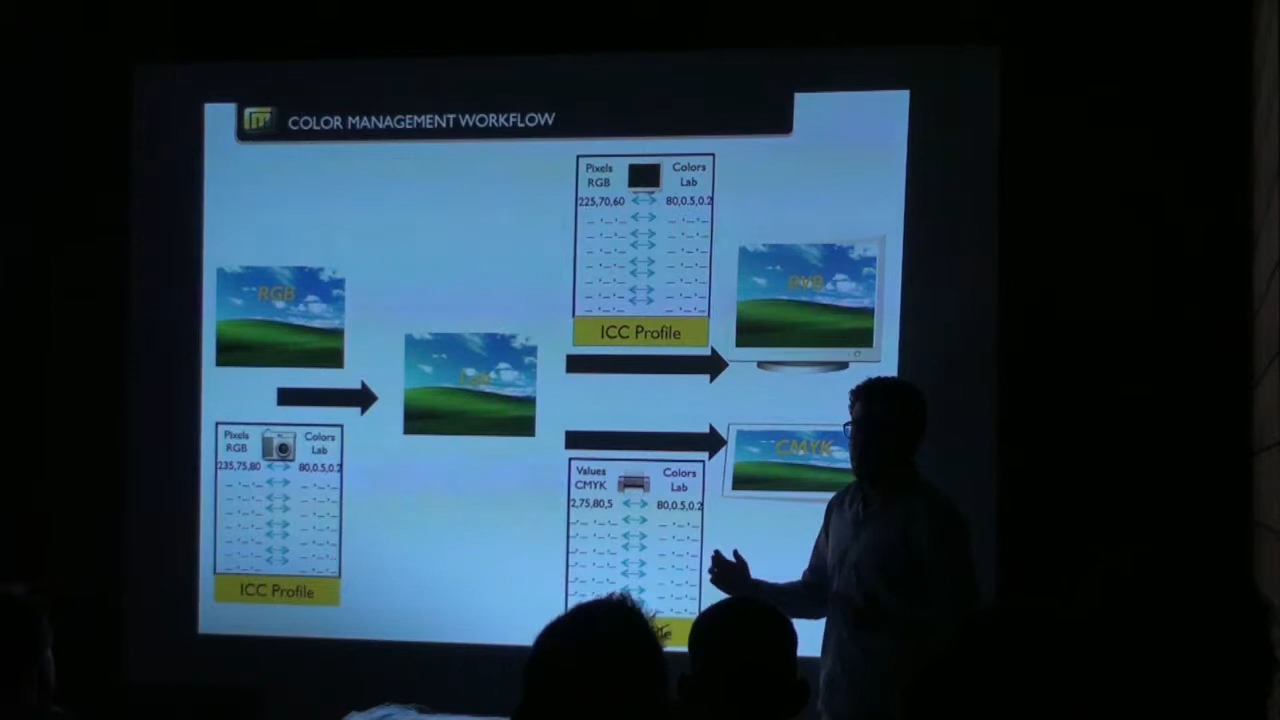 COLOR MANAGEMENT WORKFLOW
Pixels Colors
RGB Lab
225,70,60 80,0.5,0.2
ICC Profile
RGB
RVB
Pixels Colors
RGB Lab
235,75,80 80,0.5,0.2
ICC Profile
Values Colors
CMYK Lab
2,75,80,5 80,0.5,0.2
CMYK